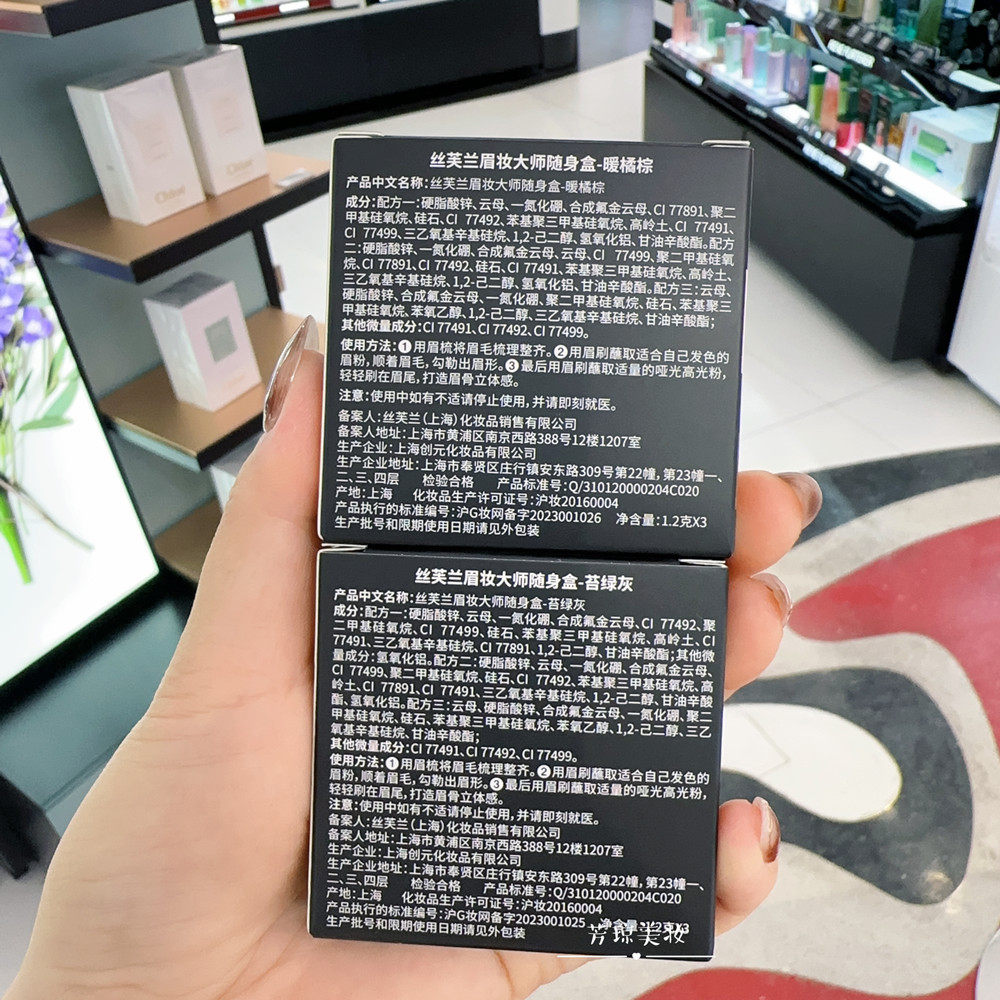 Chloé
丝芙兰眉妆大师随身盒-暖橘棕
产品中文名称：丝芙兰眉妆大师随身盒-暖橘棕
成分：配方一：硬脂酸锌、云母、一氮化硼、合成氟金云母、CI 77891、聚二
甲基硅氧烷、硅石、CI 77492、苯基聚三甲基硅氧烷、高岭土、CI 77491、
CI 77499、三乙氧基辛基硅烷、1,2-己二醇、氢氧化铝、甘油辛酸酯。配方
二：硬脂酸锌、一氮化硼、合成氟金云母、云母、CI 77499、聚二甲基硅氧
烷、CI 77891、CI 77492、硅石、CI 77491、苯基聚三甲基硅氧烷、高岭土、
三乙氧基辛基硅烷、1,2-己二醇、氢氧化铝、甘油辛酸酯。配方三：云母、
硬脂酸锌、合成氟金云母、一氮化硼、聚二甲基硅氧烷、硅石、苯基聚三
甲基硅氧烷、苯氧乙醇、1,2-己二醇、三乙氧基辛基硅烷、甘油辛酸酯；
其他微量成分：CI 77491、CI 77492、CI 77499。
使用方法：❶用眉梳将眉毛梳理整齐。❷用眉刷蘸取适合自己发色的
眉粉，顺着眉毛，勾勒出眉形。❸最后用眉刷蘸取适量的哑光高光粉，
轻轻刷在眉尾，打造眉骨立体感。
注意：使用中如有不适请停止使用，并请即刻就医。
备案人：丝芙兰（上海）化妆品销售有限公司
备案人地址：上海市黄浦区南京西路388号12楼1207室
生产企业：上海创元化妆品有限公司
生产企业地址：上海市奉贤区庄行镇安东路309号第22幢，第23幢一、
二、三、四层 检验合格 产品标准号：Q/310120000204C020
产地：上海 化妆品生产许可证号：沪妆20160004
产品执行的标准编号：沪G妆网备字2023001026 净含量：1.2克X3
生产批号和限期使用日期请见外包装
丝芙兰眉妆大师随身盒-苔绿灰
产品中文名称：丝芙兰眉妆大师随身盒-苔绿灰
成分：配方一：硬脂酸锌、云母、一氮化硼、合成氟金云母、CI 77492、聚
二甲基硅氧烷、CI 77499、硅石、苯基聚三甲基硅氧烷、高岭土、CI
77491、三乙氧基辛基硅烷、CI 77891、1,2-己二醇、甘油辛酸酯；其他微
量成分：氢氧化铝。配方二：硬脂酸锌、云母、一氮化硼、合成氟金云母、
CI 77499、聚二甲基硅氧烷、硅石、CI 77492、苯基聚三甲基硅氧烷、高
岭土、CI 77891、CI 77491、三乙氧基辛基硅烷、1,2-己二醇、甘油辛酸
酯、氢氧化铝。配方三：云母、硬脂酸锌、合成氟金云母、一氮化硼、聚二
甲基硅氧烷、硅石、苯基聚三甲基硅氧烷、苯氧乙醇、1,2-己二醇、三乙
氧基辛基硅烷、甘油辛酸酯；
其他微量成分：CI 77491、CI 77492、CI 77499。
使用方法：❶用眉梳将眉毛梳理整齐。❷用眉刷蘸取适合自己发色的
眉粉，顺着眉毛，勾勒出眉形。❸最后用眉刷蘸取适量的哑光高光粉，
轻轻刷在眉尾，打造眉骨立体感。
注意：使用中如有不适请停止使用，并请即刻就医。
备案人：丝芙兰（上海）化妆品销售有限公司
备案人地址：上海市黄浦区南京西路388号12楼1207室
生产企业：上海创元化妆品有限公司
生产企业地址：上海市奉贤区庄行镇安东路309号第22幢，第23幢一、
二、三、四层 检验合格 产品标准号：Q/310120000204C020
产地：上海 化妆品生产许可证号：沪妆20160004
产品执行的标准编号：沪G妆网备字2023001025 净含量：1.2克X3
生产批号和限期使用日期请见外包装
芳琼美妆